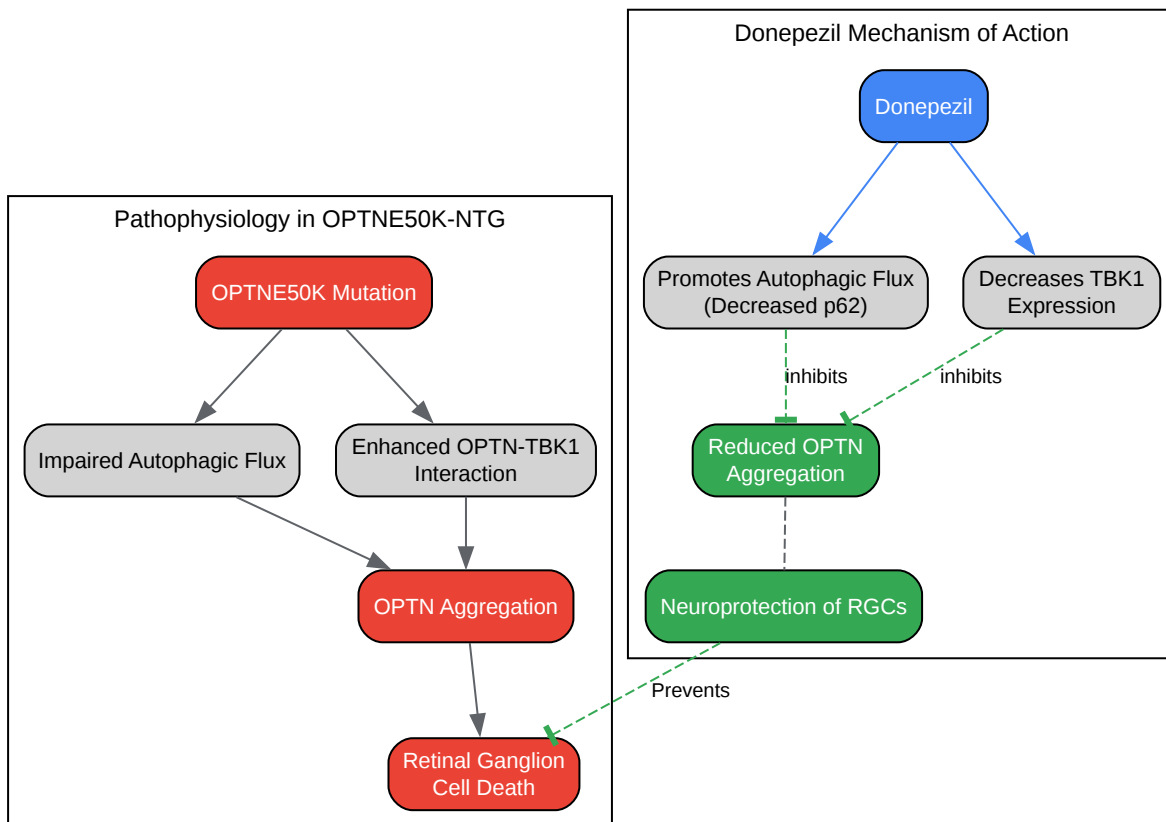 Donepezil Mechanism of Action
Donepezil
Promotes Autophagic Flux
(Decreased p62)
Decreases TBK1
Expression
inhibits
inhibits
Reduced OPTN
Aggregation
Neuroprotection of RGCs
Prevents
Pathophysiology in OPTNE50K-NTG
OPTNE50K Mutation
Impaired Autophagic Flux
Enhanced OPTN-TBK1
Interaction
OPTN Aggregation
Retinal Ganglion
Cell Death